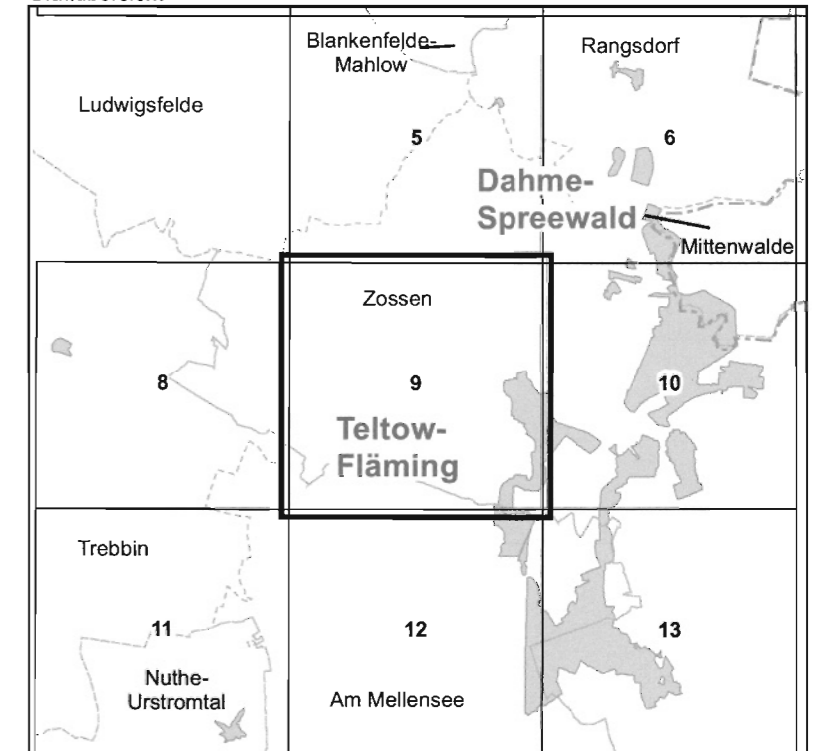 Blankenfelde-
Mahlow
Rangsdorf
Ludwigsfelde
5
6
Dahme-
Spreewald
Mittenwalde
Zossen
8
9
10
Teltow-
Fläming
Trebbin
11
12
13
Nuthe-
Urstromtal
Am Mellensee